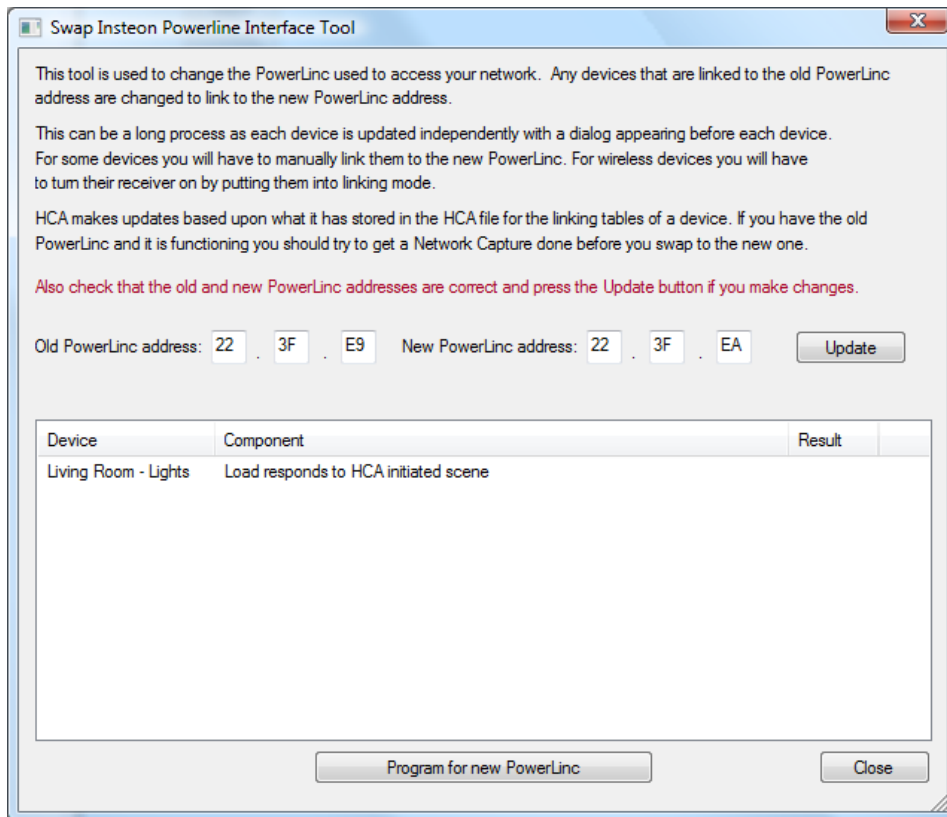 Swap Insteon Powerline Interface Tool
This tool is used to change the PowerLinc used to access your network. Any devices that are linked to the old PowerLinc
address are changed to link to the new PowerLinc address.
This can be a long process as each device is updated independently with a dialog appearing before each device.
For some devices you will have to manually link them to the new PowerLinc. For wireless devices you will have
to turn their receiver on by putting them into linking mode.
HCA makes updates based upon what it has stored in the HCA file for the linking tables of a device. If you have the old
PowerLinc and it is functioning you should try to get a Network Capture done before you swap to the new one.
Also check that the old and new PowerLinc addresses are correct and press the Update button if you make changes.
Old PowerLinc address: 22 . 3F . E9 New PowerLinc address: 22 . 3F . EA Update
Device Component Result
Living Room - Lights Load responds to HCA initiated scene
Program for new PowerLinc Close